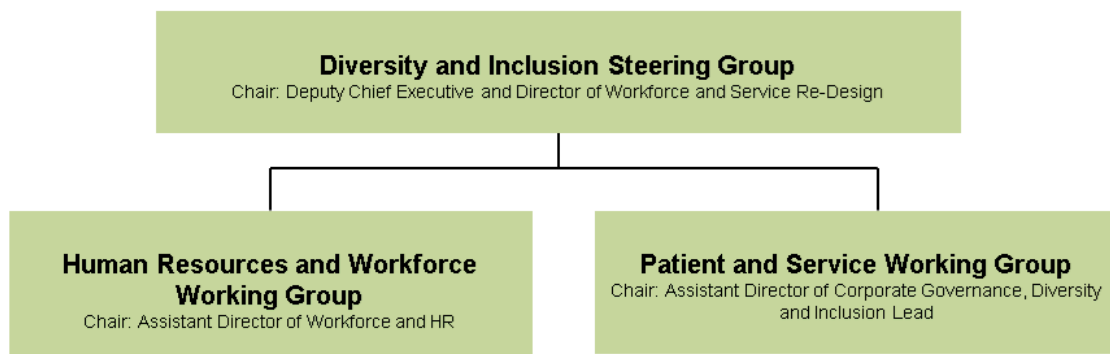 Diversity and Inclusion Steering Group
Chair: Deputy Chief Executive and Director of Workforce and Service Re-Design
Human Resources and Workforce
Working Group
Chair: Assistant Director of Workforce and HR
Patient and Service Working Group
Chair: Assistant Director of Corporate Governance, Diversity
and Inclusion Lead